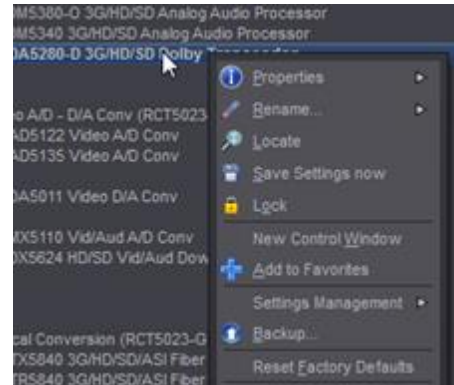 DM5380-O 3G/HD/SD Analog Audio Processor
DM5340 3G/HD/SD Analog Audio Processor
DA5280-D 3G/HD/SD Dolby Transcoder
Properties
Rename...
Locate
Save Settings now
Lock
New Control Window
Add to Favorites
Settings Management
Backup...
Reset Factory Defaults
o A/D - D/A Conv (RCT5023
AD5122 Video A/D Conv
AD5135 Video A/D Conv
DA5011 Video D/A Conv
MX5110 Vid/Aud A/D Conv
DX5624 HD/SD Vid/Aud Dow
cal Conversion (RCT5023-G
TX5840 3G/HD/SD/ASI Fiber
TR5840 3G/HD/SD/ASI Fiber